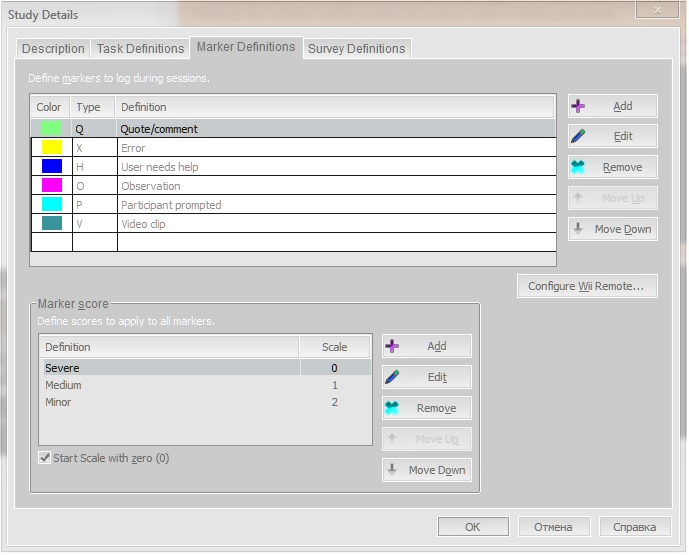 Study Details
Description Task Definitions Marker Definitions Survey Definitions
Define markers to log during sessions.
Color Type Definition
Q Quote/comment
X Error
H User needs help
O Observation
P Participant prompted
V Video clip
Add
Edit
Remove
Move Up
Move Down
Configure Wii Remote...
Marker score
Define scores to apply to all markers.
Definition Scale
Severe 0
Medium 1
Minor 2
Start Scale with zero (0)
Add
Edit
Remove
Move Up
Move Down
OK Отмена Справка